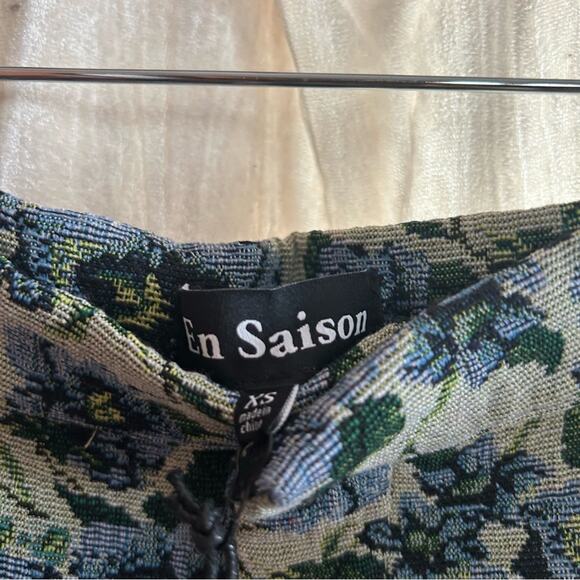 En Saison
XS
made in
china